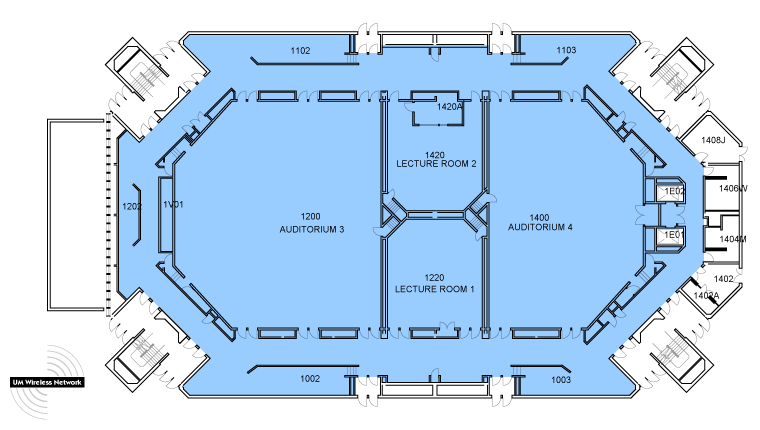 1102
1103
1420A
1408J
1420
LECTURE ROOM 2
1E02
1406W
1202
1V01
1200
AUDITORIUM 3
1400
AUDITORIUM 4
1E01
1404M
1220
LECTURE ROOM 1
1402
1402A
1002
1003
UM Wireless Network